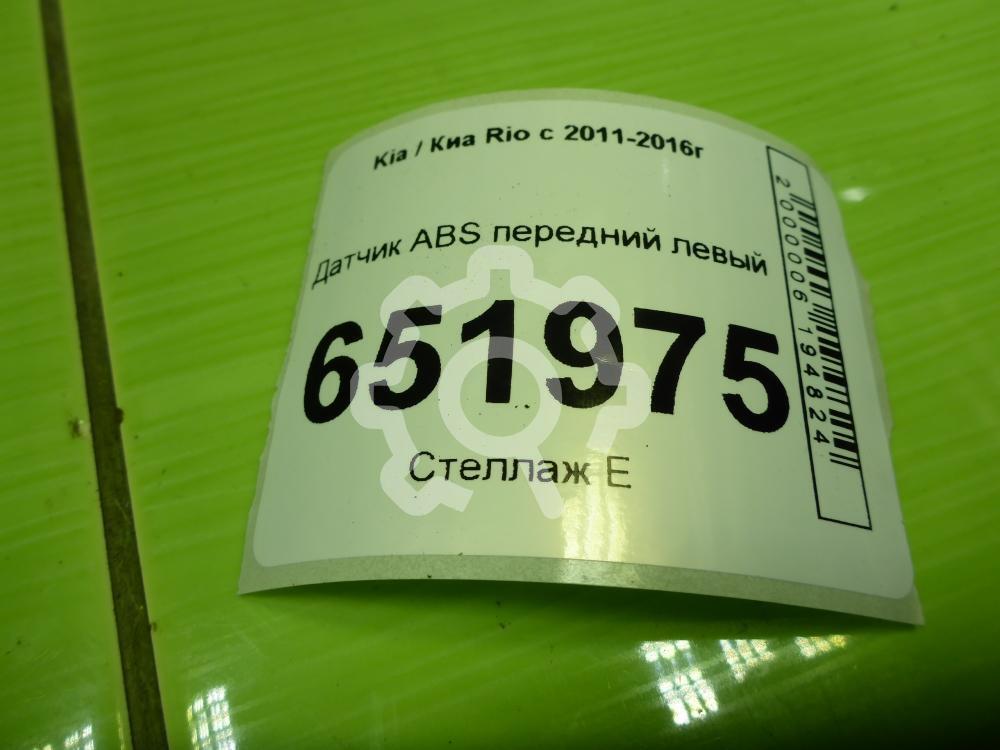 Kia / Киа Rio с 2011-2016г
Датчик ABS передний левый
651975
Стеллаж Е
2000006194824